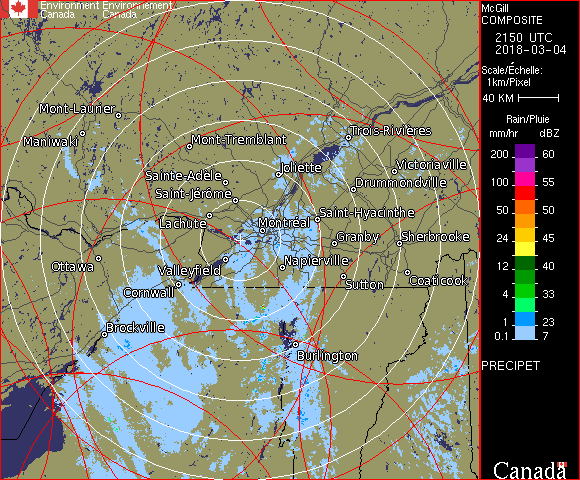 Environment Environnement
Canada Canada
McGill
COMPOSITE
2150 UTC
2018-03-04
Scale/Échelle:
1km/Pixel
40 KM
Rain/Pluie
mm/hr dBZ
200 60
100 55
50 50
24 45
12 40
4 33
1 23
0.1 7
PRECIPET
Canada
Mont-Laurier
Maniwaki
Mont-Tremblant
Trois-Rivières
Joliette
Victoriaville
Sainte-Adèle
Drummondville
Saint-Jérôme
Lachute
Saint-Hyacinthe
Montréal
Granby
Sherbrooke
Ottawa
Valleyfield
Napierville
Cornwall
Sutton
Coaticook
Brockville
Burlington